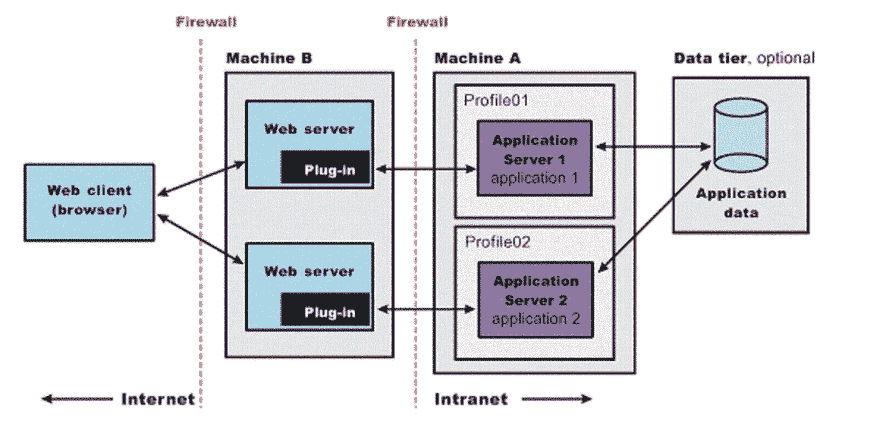 Firewall
Firewall
Machine B
Machine A
Data tier, optional
Profile01
Web server
Plug-in
Application
Server 1
application 1
Web client
(browser)
Application
data
Profile02
Web server
Plug-in
Application
Server 2
application 2
Internet
Intranet